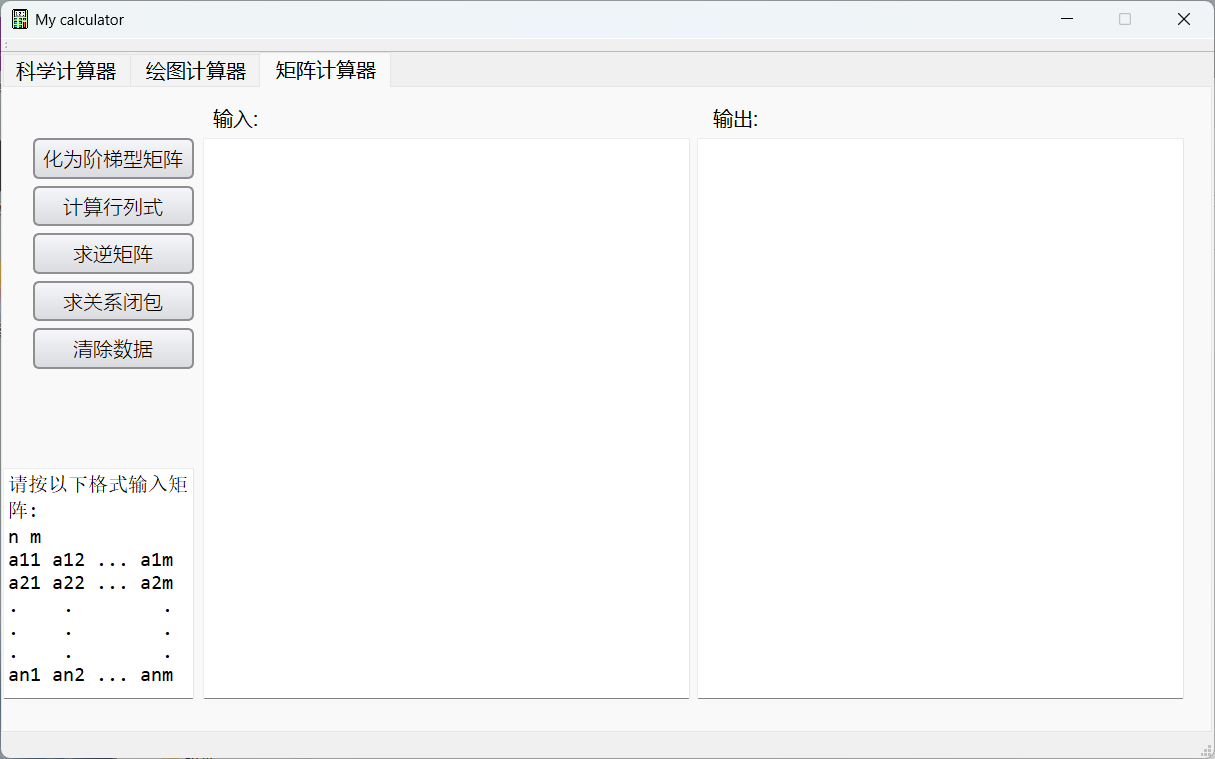 My calculator
科学计算器 绘图计算器 矩阵计算器
输入: 输出:
化为阶梯型矩阵
计算行列式
求逆矩阵
求关系闭包
清除数据
请按以下格式输入矩
阵:
n m
a11 a12 ... a1m
a21 a22 ... a2m
. . .
. . .
. . .
an1 an2 ... anm